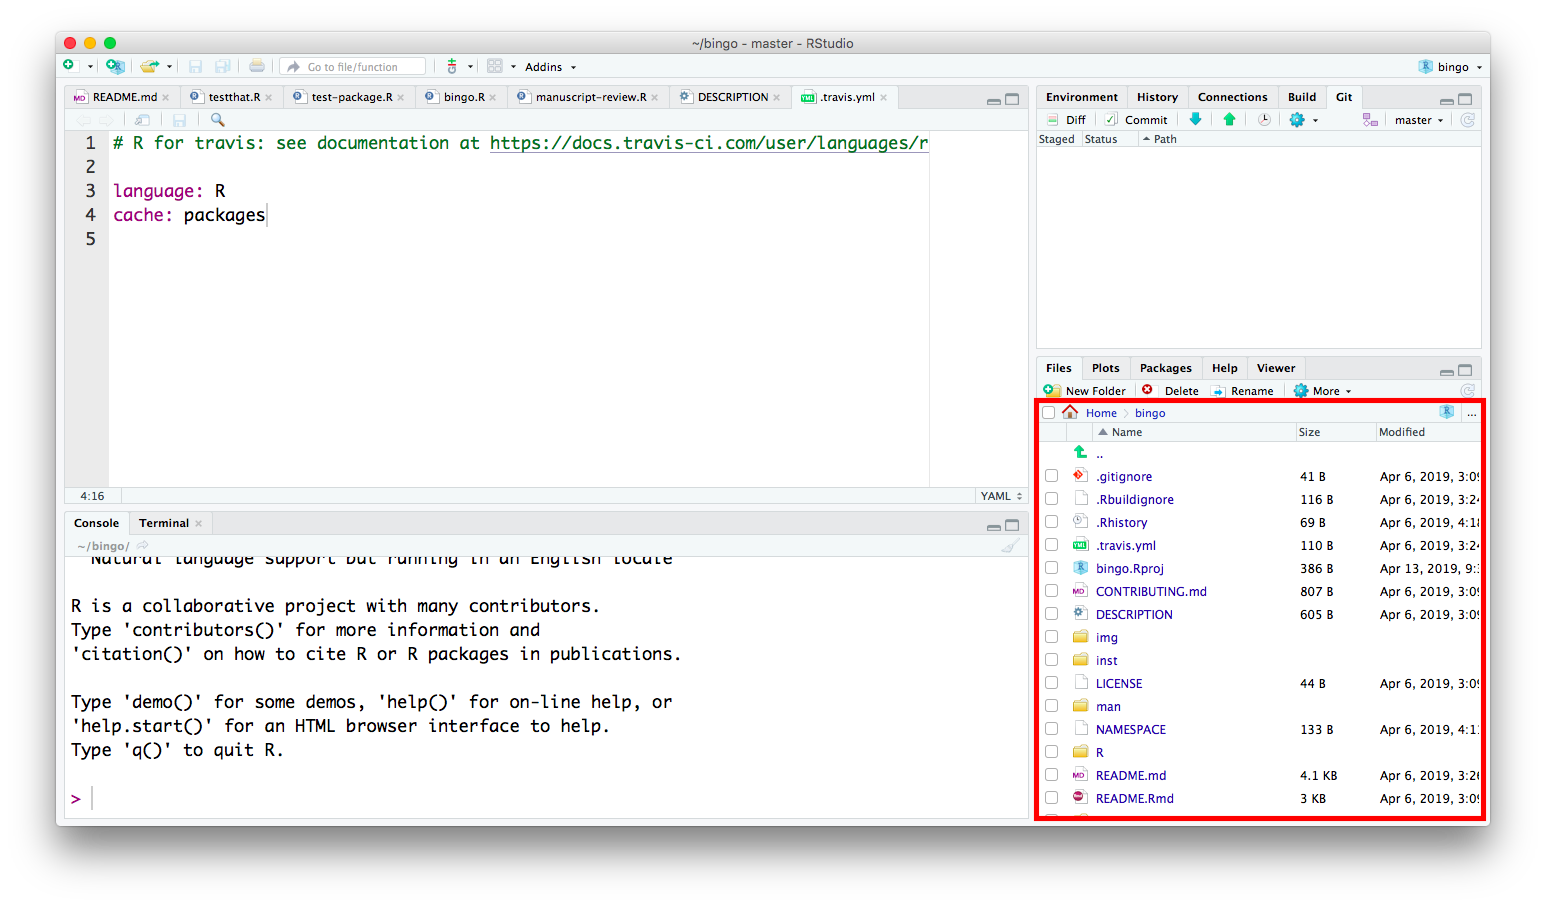 ~/bingo - master - RStudio
Go to file/function
Addins
bingo
README.md
testthat.R
test-package.R
bingo.R
manuscript-review.R
DESCRIPTION
.travis.yml
1 # R for travis: see documentation at https://docs.travis-ci.com/user/languages/r
2
3 language: R
4 cache: packages
5
4:16
YAML
Console
Terminal
~/bingo/
Natural language support but running in an English locale
R is a collaborative project with many contributors.
Type 'contributors()' for more information and
'citation()' on how to cite R or R packages in publications.
Type 'demo()' for some demos, 'help()' for on-line help, or
'help.start()' for an HTML browser interface to help.
Type 'q()' to quit R.
>
Environment History Connections Build Git
Diff Commit master
Staged Status Path
Files Plots Packages Help Viewer
New Folder Delete Rename More
Home bingo ...
Name Size Modified
..
.gitignore 41 B Apr 6, 2019, 3:09
.Rbuildignore 116 B Apr 6, 2019, 3:24
.Rhistory 69 B Apr 6, 2019, 4:18
.travis.yml 110 B Apr 6, 2019, 3:24
bingo.Rproj 386 B Apr 13, 2019, 9:
CONTRIBUTING.md 807 B Apr 6, 2019, 3:09
DESCRIPTION 605 B Apr 6, 2019, 3:09
img
inst
LICENSE 44 B Apr 6, 2019, 3:09
man
NAMESPACE 133 B Apr 6, 2019, 4:1
R
README.md 4.1 KB Apr 6, 2019, 3:26
README.Rmd 3 KB Apr 6, 2019, 3:09